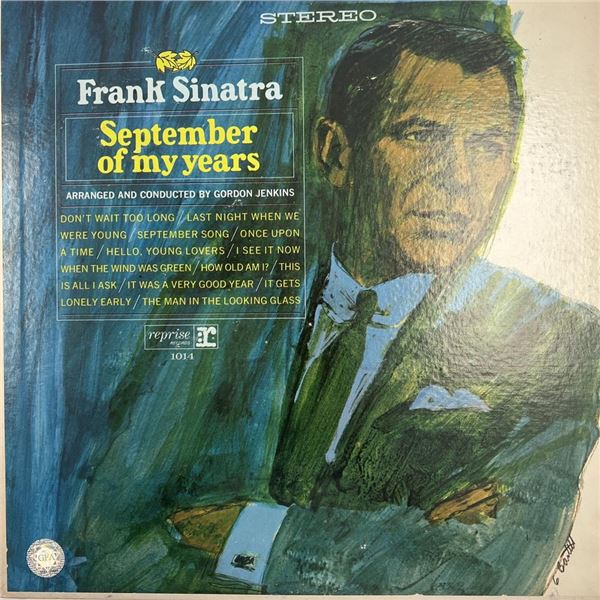 STEREO
Frank Sinatra
September
of my years
ARRANGED AND CONDUCTED BY GORDON JENKINS
DON'T WAIT TOO LONG / LAST NIGHT WHEN WE
WERE YOUNG / SEPTEMBER SONG / ONCE UPON
A TIME / HELLO, YOUNG LOVERS / I SEE IT NOW
WHEN THE WIND WAS GREEN / HOW OLD AM I? / THIS
IS ALL I ASK / IT WAS A VERY GOOD YEAR / IT GETS
LONELY EARLY / THE MAN IN THE LOOKING GLASS
reprise
RECORDS
r
1014
GFA